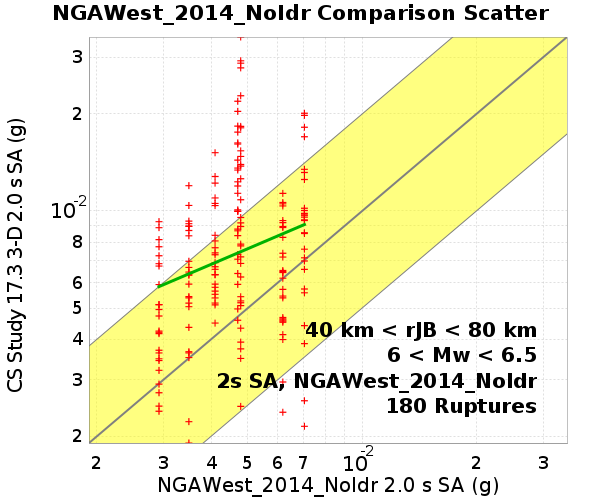 NGAWest_2014_NoIdr Comparison Scatter
CS Study 17.3 3-D 2.0 s SA (g)
3
2
10-2
8
6
5
4
3
2
40 km < rJB < 80 km
6 < Mw < 6.5
2s SA, NGAWest_2014_NoIdr
180 Ruptures
2 3 4 5 6 7 10-2 2 3
NGAWest_2014_NoIdr 2.0 s SA (g)